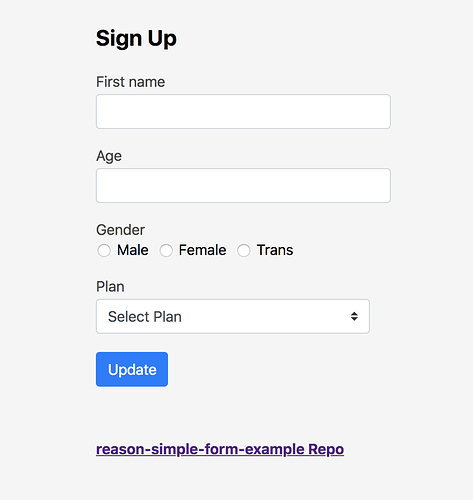 Sign Up
First name
Age
Gender
Male Female Trans
Plan
Select Plan
Update
reason-simple-form-example Repo